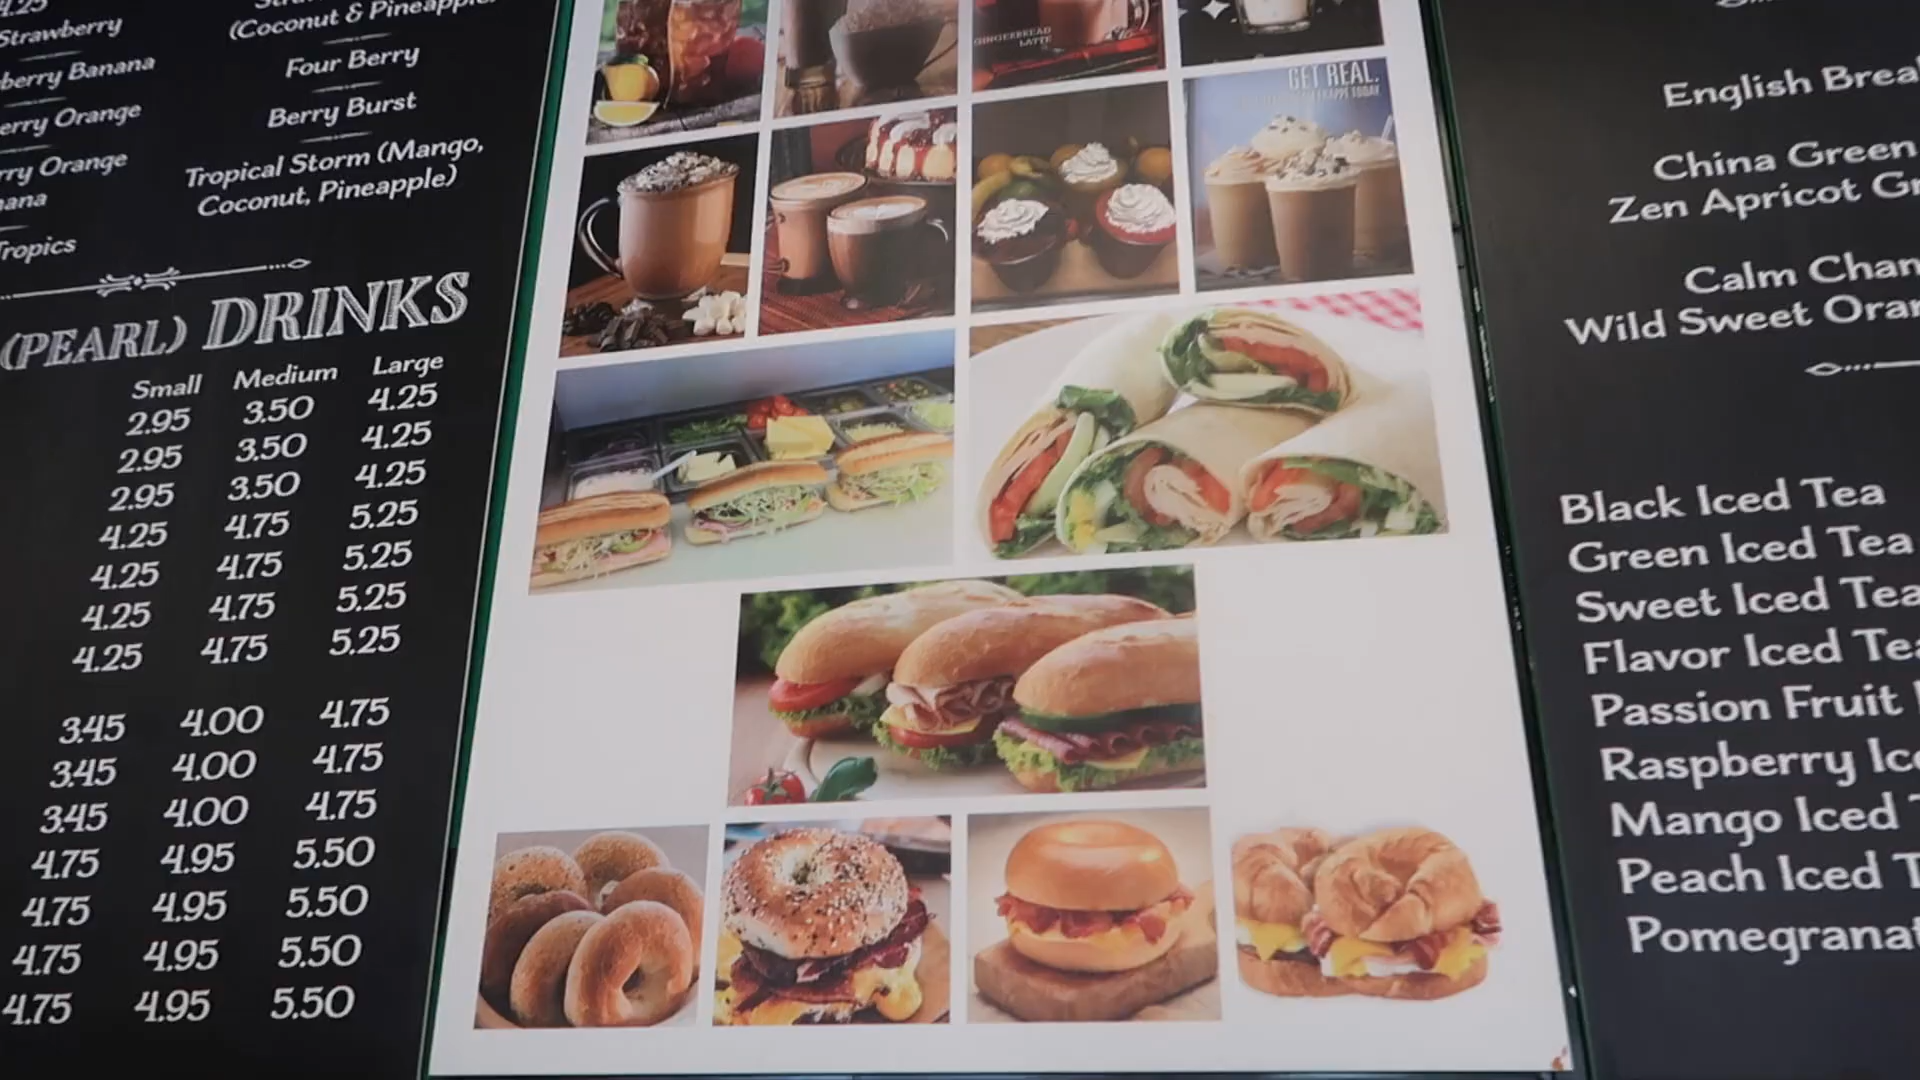 4.25
Strawberry
berry Banana
erry Orange
rry Orange
nana
Tropics
(Coconut & Pineapple)
Four Berry
Berry Burst
Tropical Storm (Mango,
Coconut, Pineapple)
(PEARL) DRINKS
Small Medium Large
2.95 3.50 4.25
2.95 3.50 4.25
2.95 3.50 4.25
4.25 4.75 5.25
4.25 4.75 5.25
4.25 4.75 5.25
4.25 4.75 5.25
3.45 4.00 4.75
3.45 4.00 4.75
3.45 4.00 4.75
4.75 4.95 5.50
4.75 4.95 5.50
4.75 4.95 5.50
4.75 4.95 5.50
GINGERBREAD
LATTE
GET REAL.
FRAPPE TODAY
English Brea
China Green
Zen Apricot Gr
Calm Cham
Wild Sweet Oran
Black Iced Tea
Green Iced Tea
Sweet Iced Tea
Flavor Iced Tea
Passion Fruit
Raspberry Ice
Mango Iced T
Peach Iced T
Pomegranat